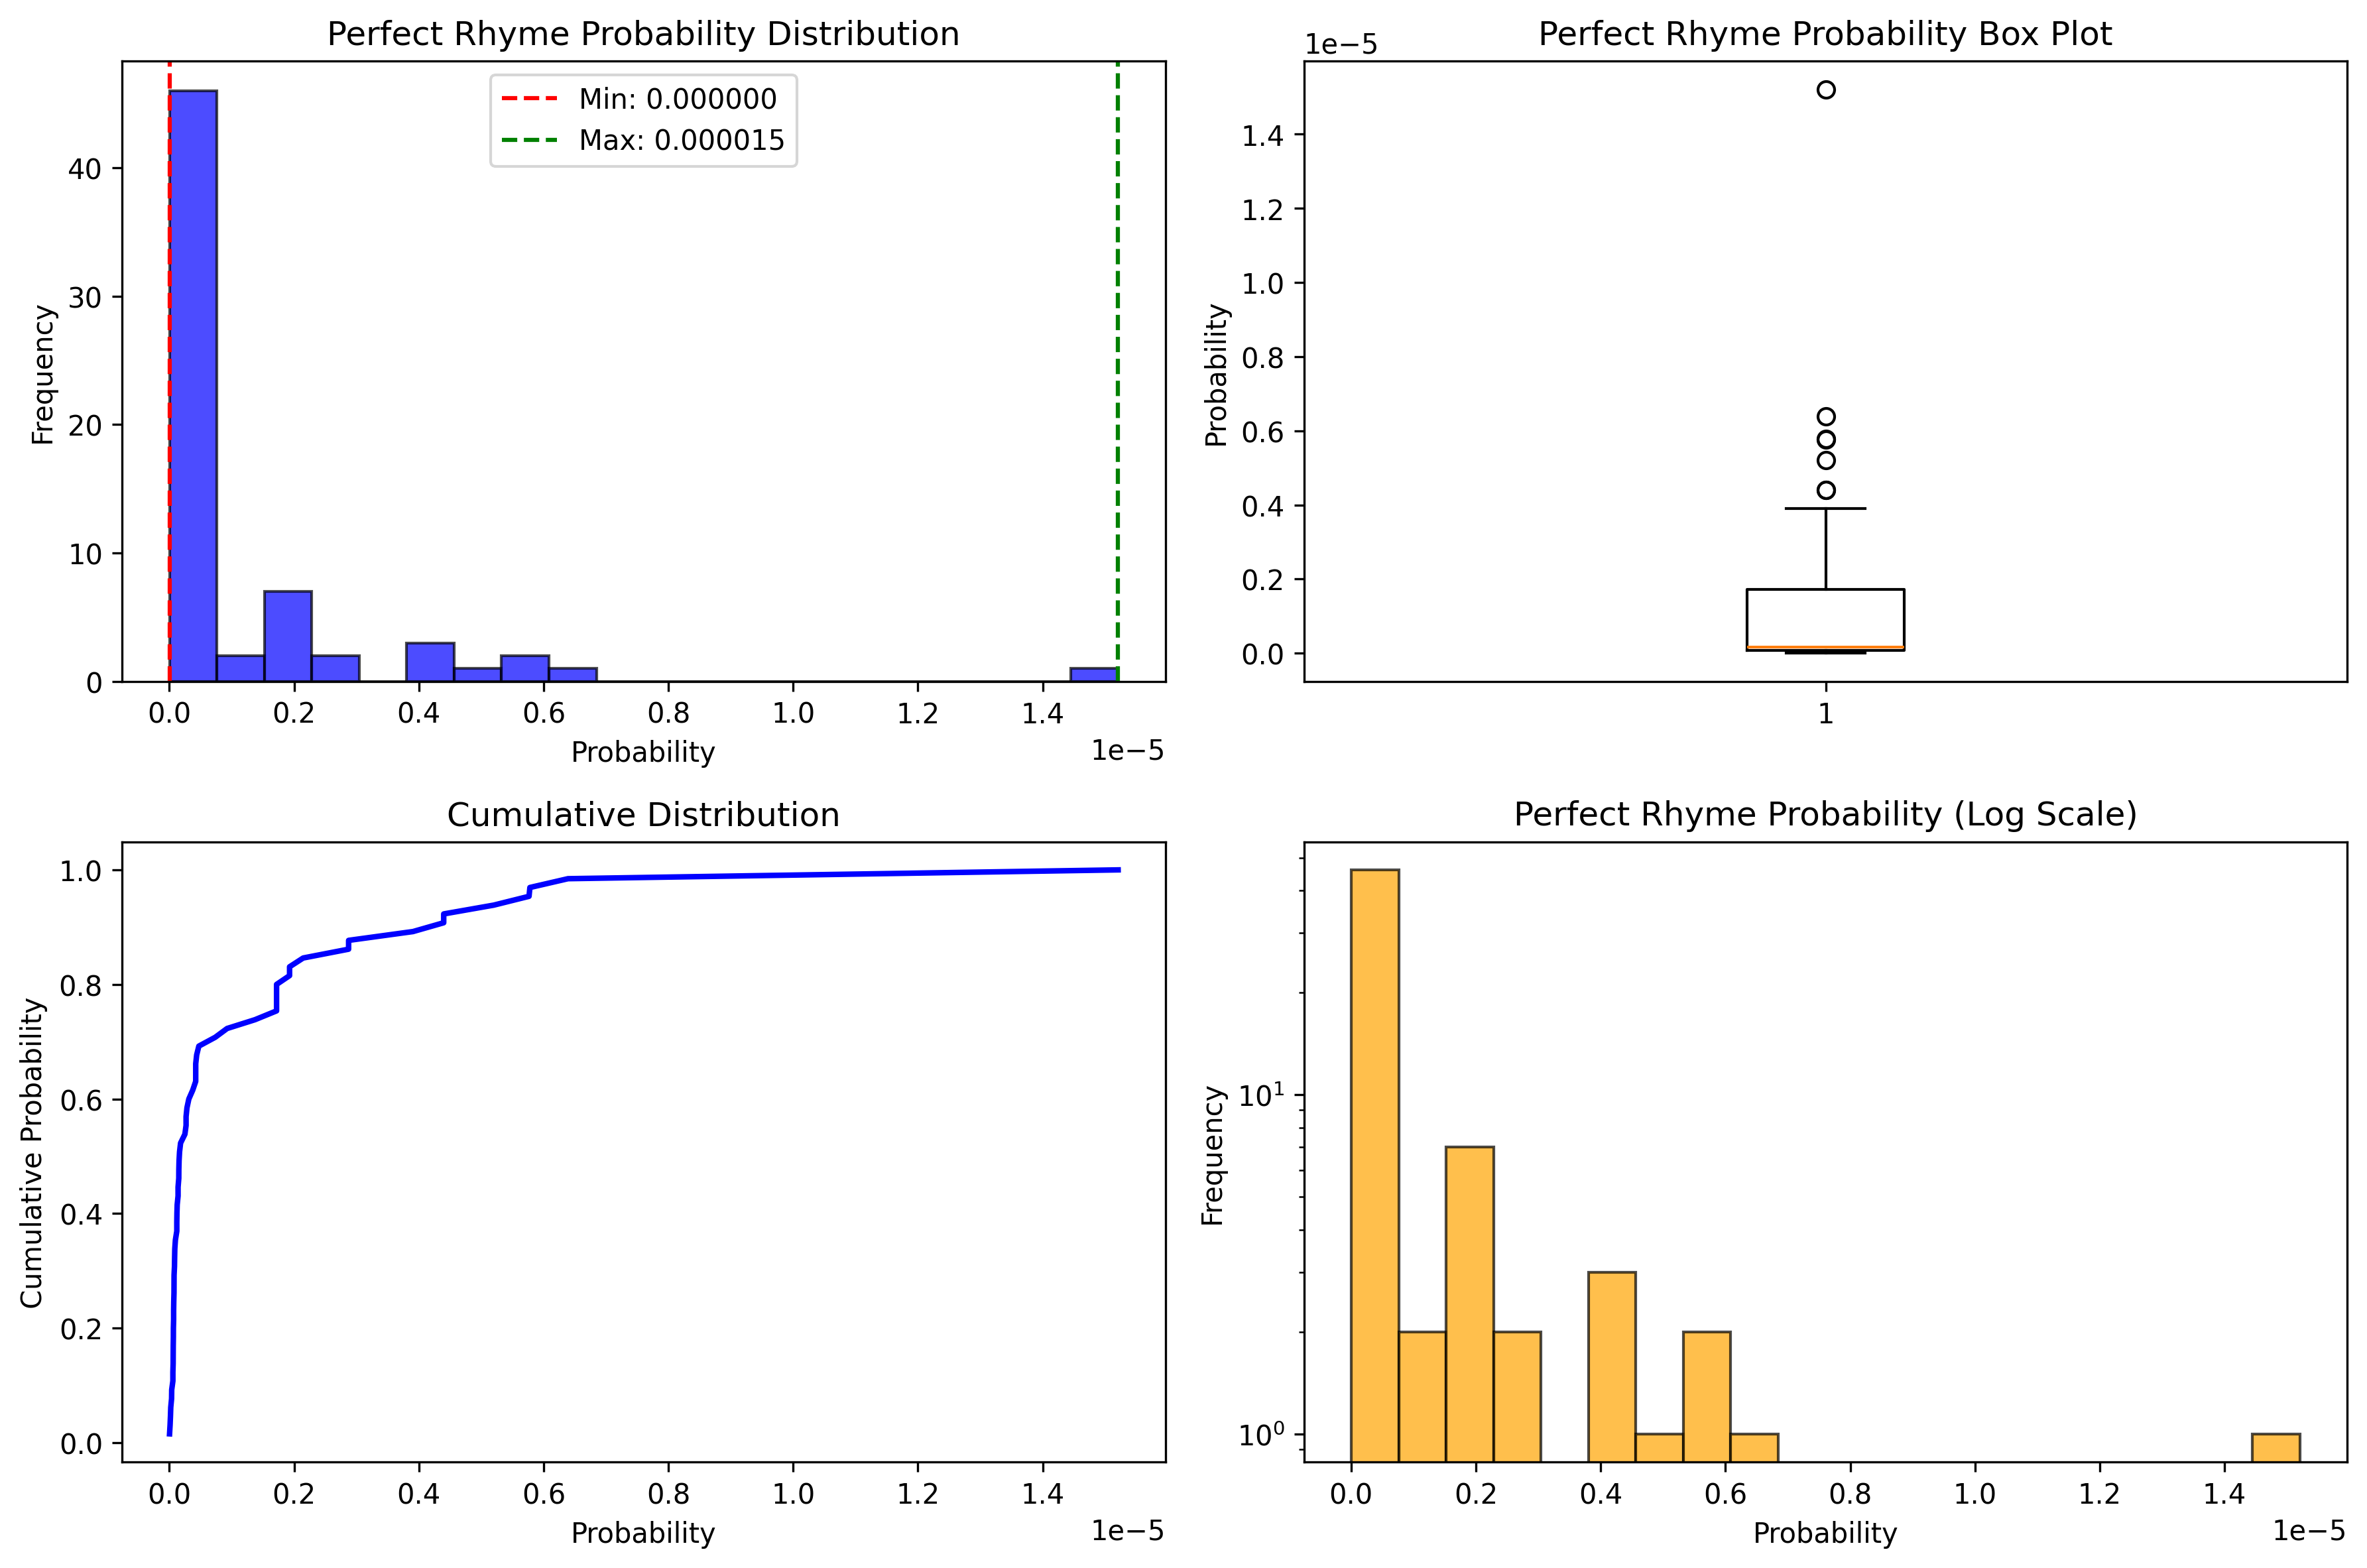 Perfect Rhyme Probability Distribution
Min: 0.000000
Max: 0.000015
40
30
20
10
0
Frequency
0.0 0.2 0.4 0.6 0.8 1.0 1.2 1.4
Probability
1e−5
Perfect Rhyme Probability Box Plot
1e−5
1.4
1.2
1.0
0.8
0.6
0.4
0.2
0.0
Probability
1
Cumulative Distribution
1.0
0.8
0.6
0.4
0.2
0.0
Cumulative Probability
0.0 0.2 0.4 0.6 0.8 1.0 1.2 1.4
Probability
1e−5
Perfect Rhyme Probability (Log Scale)
10¹
10⁰
Frequency
0.0 0.2 0.4 0.6 0.8 1.0 1.2 1.4
Probability
1e−5